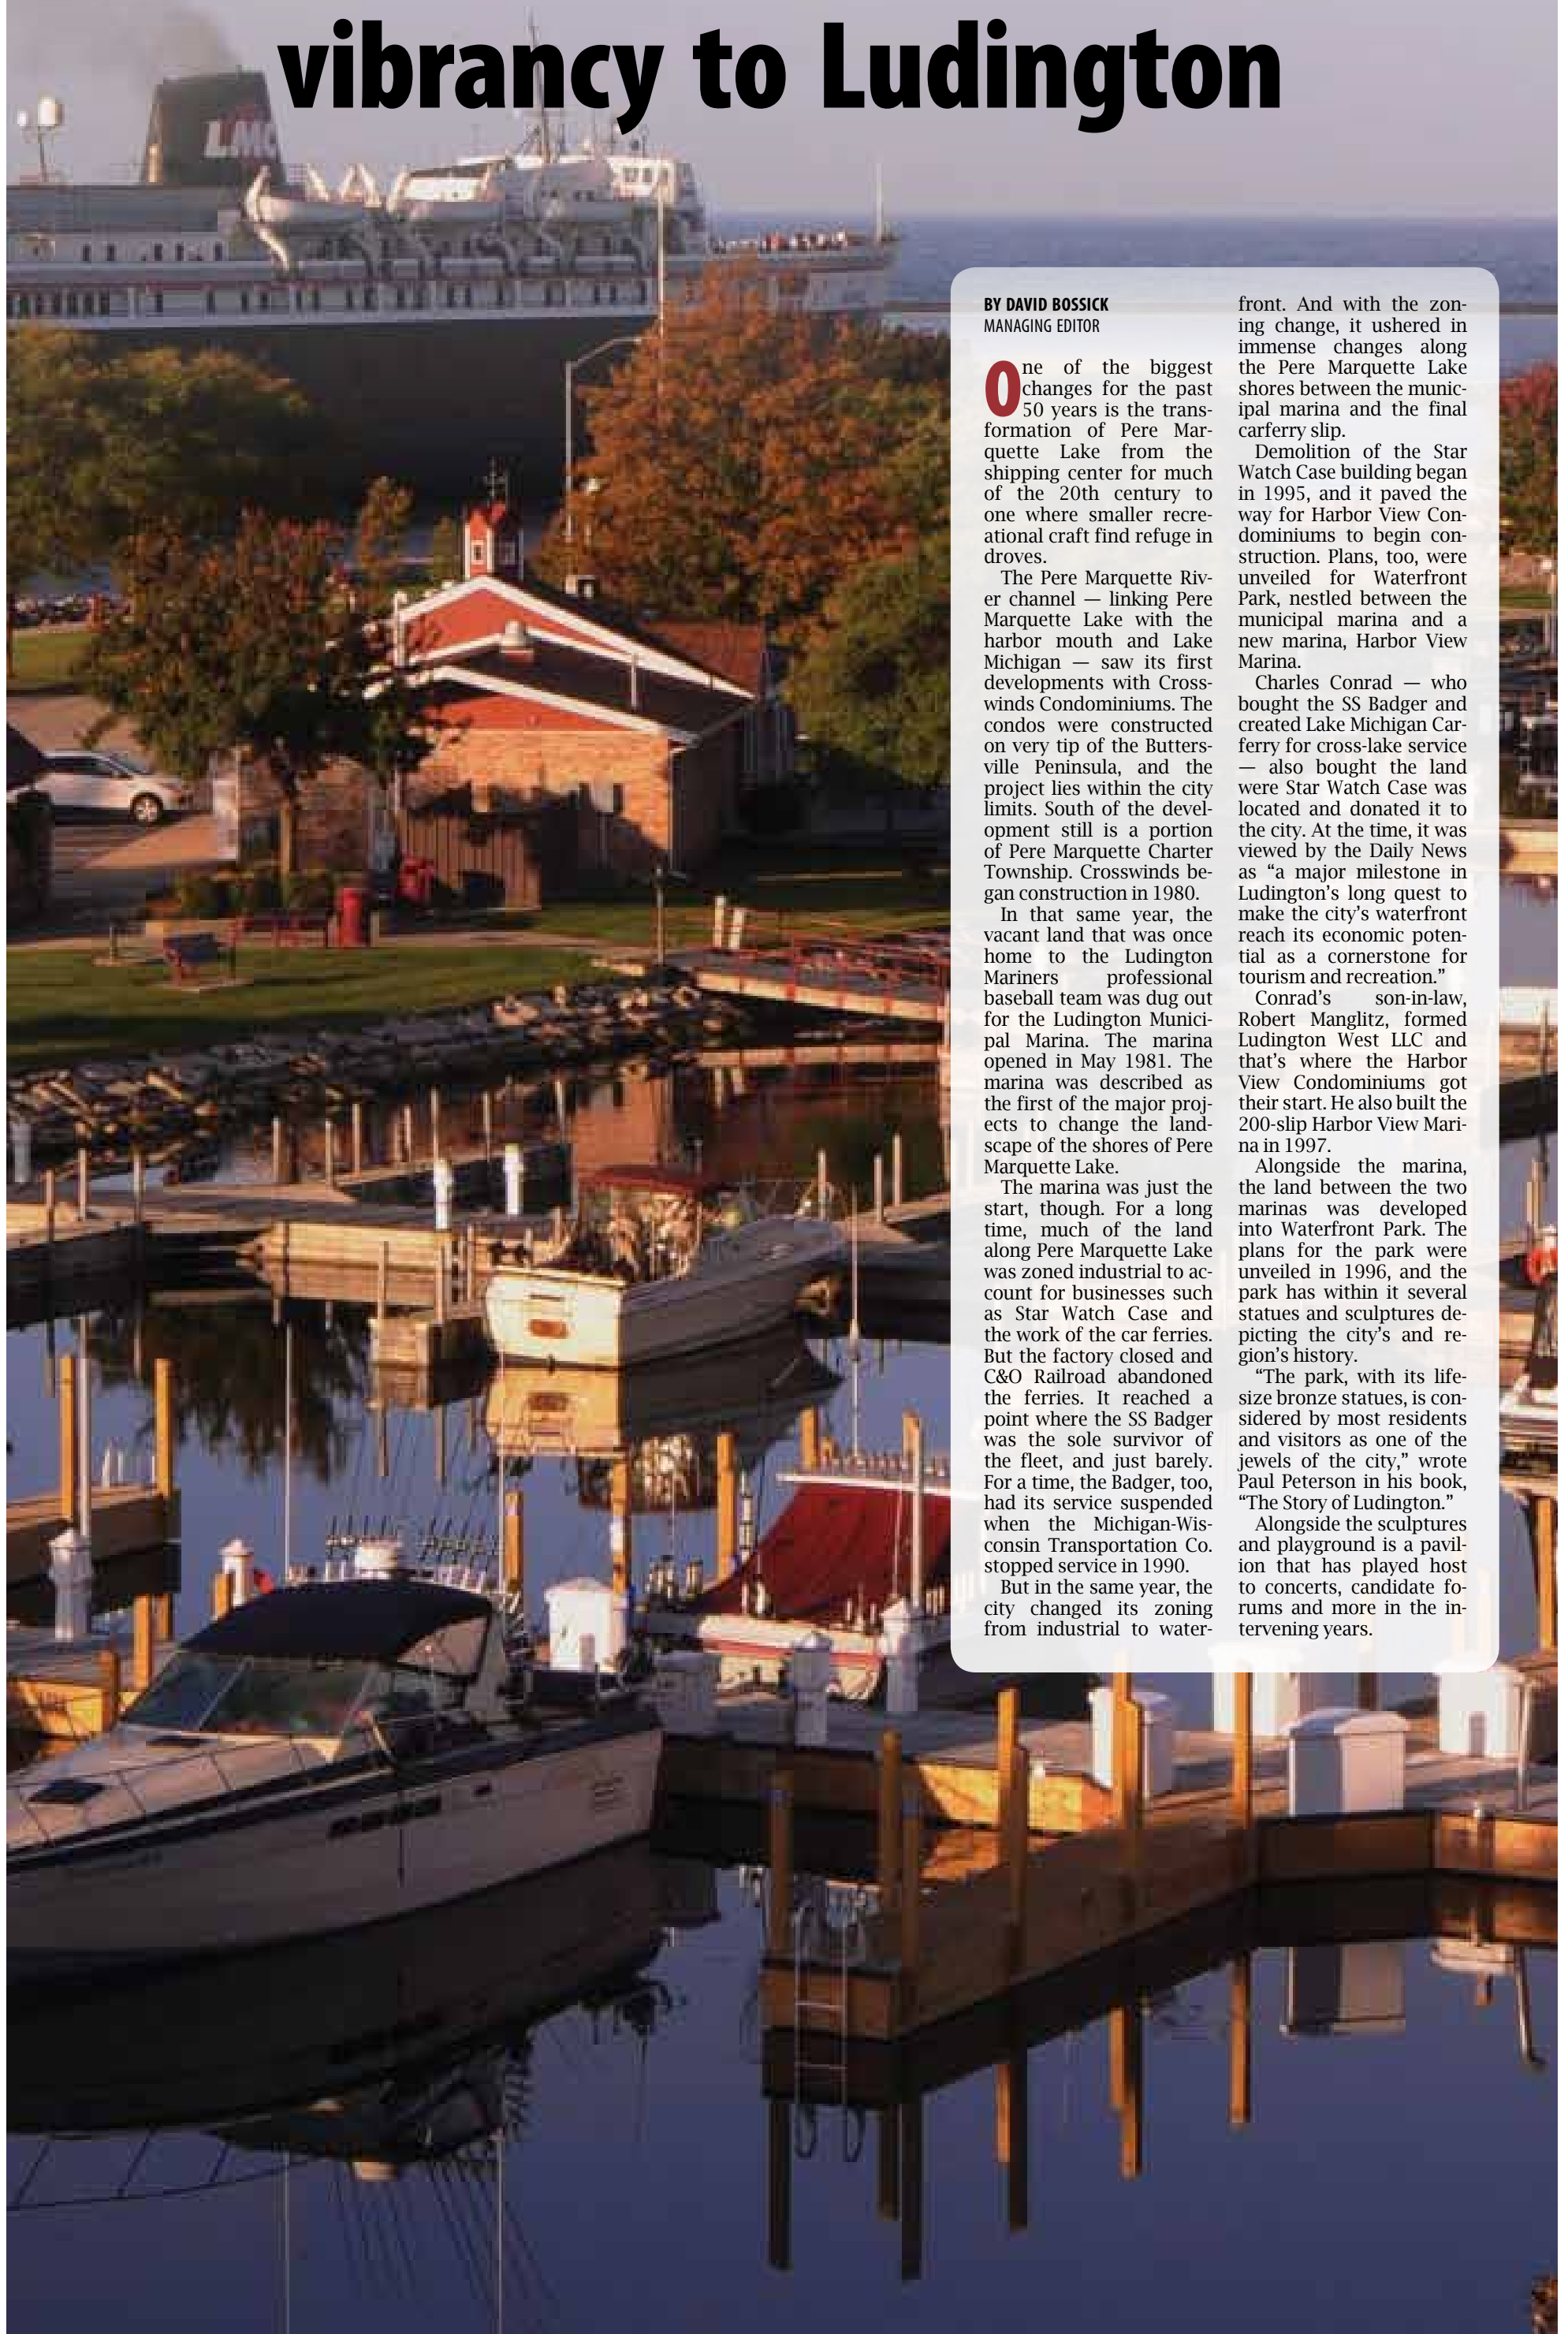 vibrancy to Ludington
LMC
BY DAVID BOSSICK
MANAGING EDITOR
One of the biggest
changes for the past
50 years is the trans-
formation of Pere Mar-
quette Lake from the
shipping center for much
of the 20th century to
one where smaller recre-
ational craft find refuge in
droves.
The Pere Marquette Riv-
er channel — linking Pere
Marquette Lake with the
harbor mouth and Lake
Michigan — saw its first
developments with Cross-
winds Condominiums. The
condos were constructed
on very tip of the Butters-
ville Peninsula, and the
project lies within the city
limits. South of the devel-
opment still is a portion
of Pere Marquette Charter
Township. Crosswinds be-
gan construction in 1980.
In that same year, the
vacant land that was once
home to the Ludington
Mariners professional
baseball team was dug out
for the Ludington Munici-
pal Marina. The marina
opened in May 1981. The
marina was described as
the first of the major proj-
ects to change the land-
scape of the shores of Pere
Marquette Lake.
The marina was just the
start, though. For a long
time, much of the land
along Pere Marquette Lake
was zoned industrial to ac-
count for businesses such
as Star Watch Case and
the work of the car ferries.
But the factory closed and
C&O Railroad abandoned
the ferries. It reached a
point where the SS Badger
was the sole survivor of
the fleet, and just barely.
For a time, the Badger, too,
had its service suspended
when the Michigan-Wis-
consin Transportation Co.
stopped service in 1990.
But in the same year, the
city changed its zoning
from industrial to water-
front. And with the zon-
ing change, it ushered in
immense changes along
the Pere Marquette Lake
shores between the munic-
ipal marina and the final
carferry slip.
Demolition of the Star
Watch Case building began
in 1995, and it paved the
way for Harbor View Con-
dominiums to begin con-
struction. Plans, too, were
unveiled for Waterfront
Park, nestled between the
municipal marina and a
new marina, Harbor View
Marina.
Charles Conrad — who
bought the SS Badger and
created Lake Michigan Car-
ferry for cross-lake service
— also bought the land
were Star Watch Case was
located and donated it to
the city. At the time, it was
viewed by the Daily News
as “a major milestone in
Ludington’s long quest to
make the city’s waterfront
reach its economic poten-
tial as a cornerstone for
tourism and recreation.”
Conrad’s son-in-law,
Robert Manglitz, formed
Ludington West LLC and
that’s where the Harbor
View Condominiums got
their start. He also built the
200-slip Harbor View Mari-
na in 1997.
Alongside the marina,
the land between the two
marinas was developed
into Waterfront Park. The
plans for the park were
unveiled in 1996, and the
park has within it several
statues and sculptures de-
picting the city’s and re-
gion’s history.
“The park, with its life-
size bronze statues, is con-
sidered by most residents
and visitors as one of the
jewels of the city,” wrote
Paul Peterson in his book,
“The Story of Ludington.”
Alongside the sculptures
and playground is a pavil-
ion that has played host
to concerts, candidate fo-
rums and more in the in-
tervening years.